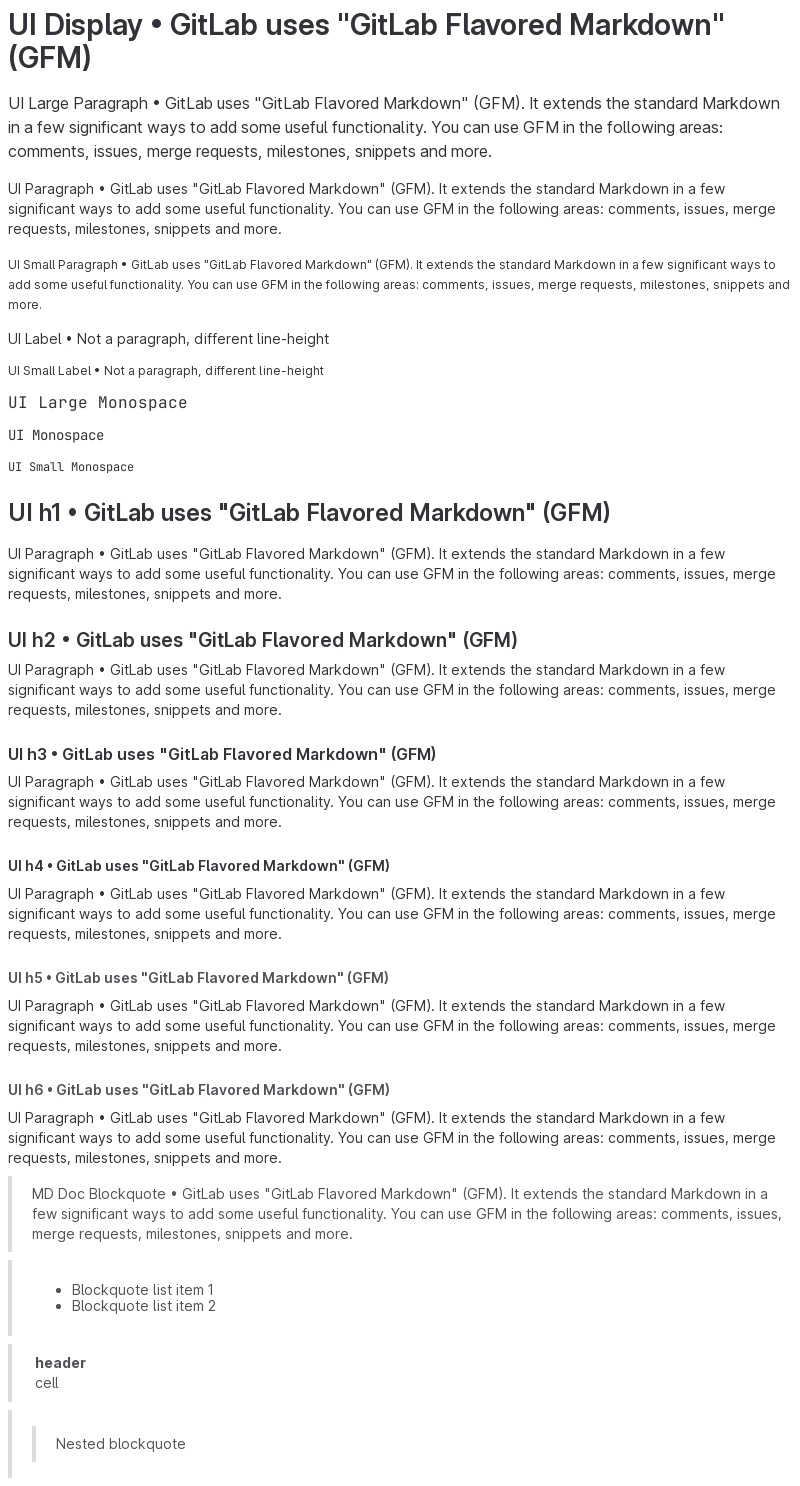 UI Display • GitLab uses "GitLab Flavored Markdown"
(GFM)
UI Large Paragraph • GitLab uses "GitLab Flavored Markdown" (GFM). It extends the standard Markdown
in a few significant ways to add some useful functionality. You can use GFM in the following areas:
comments, issues, merge requests, milestones, snippets and more.
UI Paragraph • GitLab uses "GitLab Flavored Markdown" (GFM). It extends the standard Markdown in a few
significant ways to add some useful functionality. You can use GFM in the following areas: comments, issues, merge
requests, milestones, snippets and more.
UI Small Paragraph • GitLab uses "GitLab Flavored Markdown" (GFM). It extends the standard Markdown in a few significant ways to
add some useful functionality. You can use GFM in the following areas: comments, issues, merge requests, milestones, snippets and
more.
UI Label • Not a paragraph, different line-height
UI Small Label • Not a paragraph, different line-height
UI Large Monospace
UI Monospace
UI Small Monospace
UI h1 • GitLab uses "GitLab Flavored Markdown" (GFM)
UI Paragraph • GitLab uses "GitLab Flavored Markdown" (GFM). It extends the standard Markdown in a few
significant ways to add some useful functionality. You can use GFM in the following areas: comments, issues, merge
requests, milestones, snippets and more.
UI h2 • GitLab uses "GitLab Flavored Markdown" (GFM)
UI Paragraph • GitLab uses "GitLab Flavored Markdown" (GFM). It extends the standard Markdown in a few
significant ways to add some useful functionality. You can use GFM in the following areas: comments, issues, merge
requests, milestones, snippets and more.
UI h3 • GitLab uses "GitLab Flavored Markdown" (GFM)
UI Paragraph • GitLab uses "GitLab Flavored Markdown" (GFM). It extends the standard Markdown in a few
significant ways to add some useful functionality. You can use GFM in the following areas: comments, issues, merge
requests, milestones, snippets and more.
UI h4 • GitLab uses "GitLab Flavored Markdown" (GFM)
UI Paragraph • GitLab uses "GitLab Flavored Markdown" (GFM). It extends the standard Markdown in a few
significant ways to add some useful functionality. You can use GFM in the following areas: comments, issues, merge
requests, milestones, snippets and more.
UI h5 • GitLab uses "GitLab Flavored Markdown" (GFM)
UI Paragraph • GitLab uses "GitLab Flavored Markdown" (GFM). It extends the standard Markdown in a few
significant ways to add some useful functionality. You can use GFM in the following areas: comments, issues, merge
requests, milestones, snippets and more.
UI h6 • GitLab uses "GitLab Flavored Markdown" (GFM)
UI Paragraph • GitLab uses "GitLab Flavored Markdown" (GFM). It extends the standard Markdown in a few
significant ways to add some useful functionality. You can use GFM in the following areas: comments, issues, merge
requests, milestones, snippets and more.
MD Doc Blockquote • GitLab uses "GitLab Flavored Markdown" (GFM). It extends the standard Markdown in a
few significant ways to add some useful functionality. You can use GFM in the following areas: comments, issues,
merge requests, milestones, snippets and more.
• Blockquote list item 1
• Blockquote list item 2
header
cell
Nested blockquote